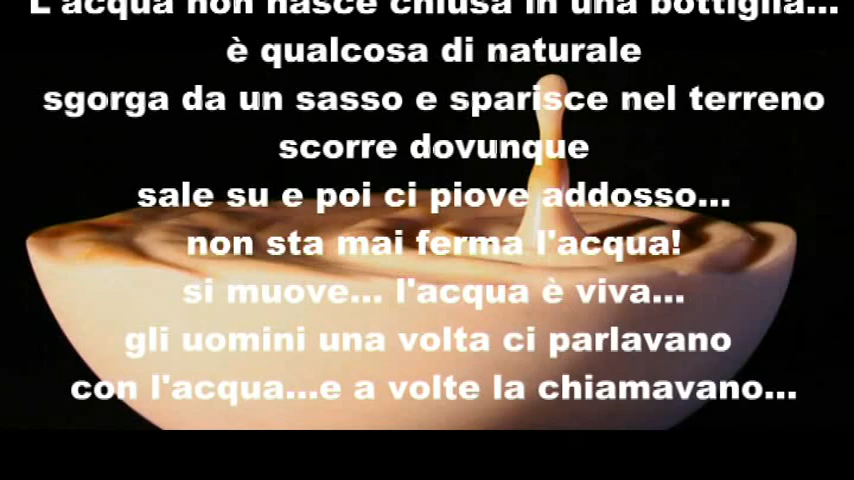 L'acqua non nasce chiusa in una bottiglia...
è qualcosa di naturale
sgorga da un sasso e sparisce nel terreno
scorre dovunque
sale su e poi ci piove addosso...
non sta mai ferma l'acqua!
si muove... l'acqua è viva...
gli uomini una volta ci parlavano
con l'acqua...e a volte la chiamavano...